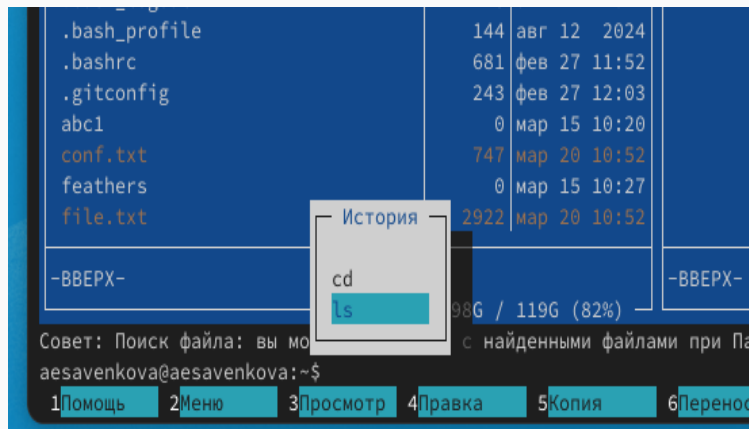 .bash_profile 144 авг 12 2024
.bashrc 681 фев 27 11:52
.gitconfig 243 фев 27 12:03
abc1 0 мар 15 10:20
conf.txt 747 мар 20 10:52
feathers 0 мар 15 10:27
file.txt 2922 мар 20 10:52
История
-ВВЕРХ- -ВВЕРХ-
cd
ls
98G / 119G (82%)
Совет: Поиск файла: вы мо с найденными файлами при Па
aesavenkova@aesavenkova:~$
1Помощь 2Меню 3Просмотр 4Правка 5Копия 6Перенос